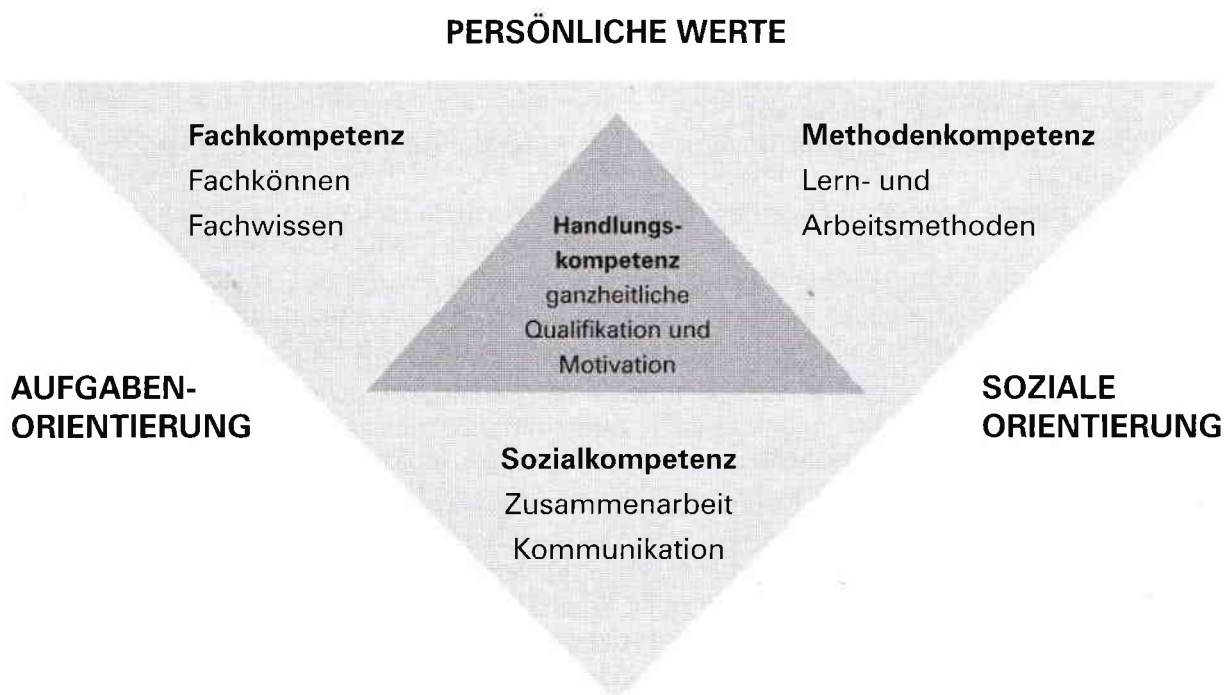 PERSÖNLICHE WERTE
Fachkompetenz
Fachkönnen
Fachwissen
Methodenkompetenz
Lern- und
Arbeitsmethoden
Handlungs-
kompetenz
ganzheitliche
Qualifikation und
Motivation
AUFGABEN-
ORIENTIERUNG
SOZIALE
ORIENTIERUNG
Sozialkompetenz
Zusammenarbeit
Kommunikation